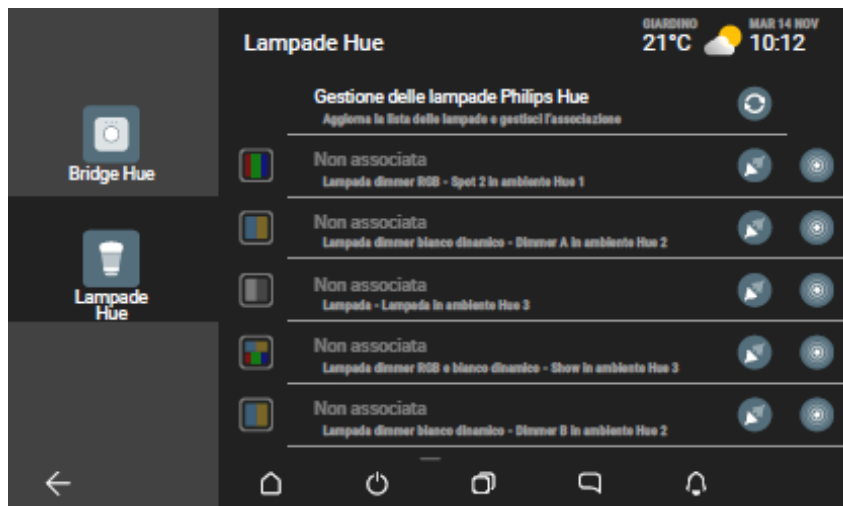 Lampade Hue
GIARDINO
21°C
MAR 14 NOV
10:12
Bridge Hue
Lampade
Hue
Gestione delle lampade Philips Hue
Aggiorna la lista delle lampade e gestisci l'associazione
Non associata
Lampada dimmer RGB - Spot 2 in ambiente Hue 1
Non associata
Lampada dimmer bianco dinamico - Dimmer A in ambiente Hue 2
Non associata
Lampada - Lampada in ambiente Hue 3
Non associata
Lampada dimmer RGB e bianco dinamico - Show in ambiente Hue 3
Non associata
Lampada dimmer bianco dinamico - Dimmer B in ambiente Hue 2